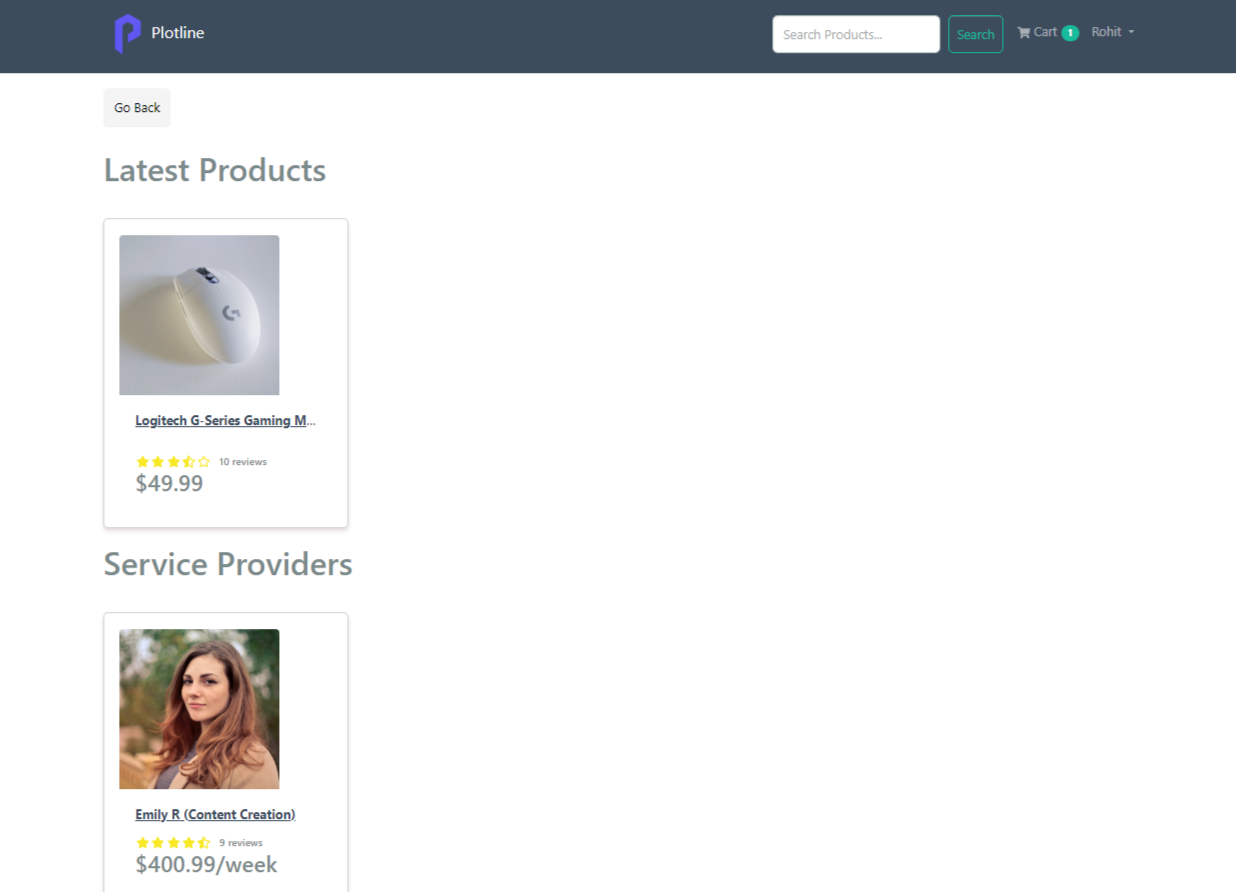 Plotline
Search Products...
Search
Cart 1
Rohit
Go Back
Latest Products
G
Logitech G-Series Gaming M...
10 reviews
$49.99
Service Providers
Emily R (Content Creation)
9 reviews
$400.99/week